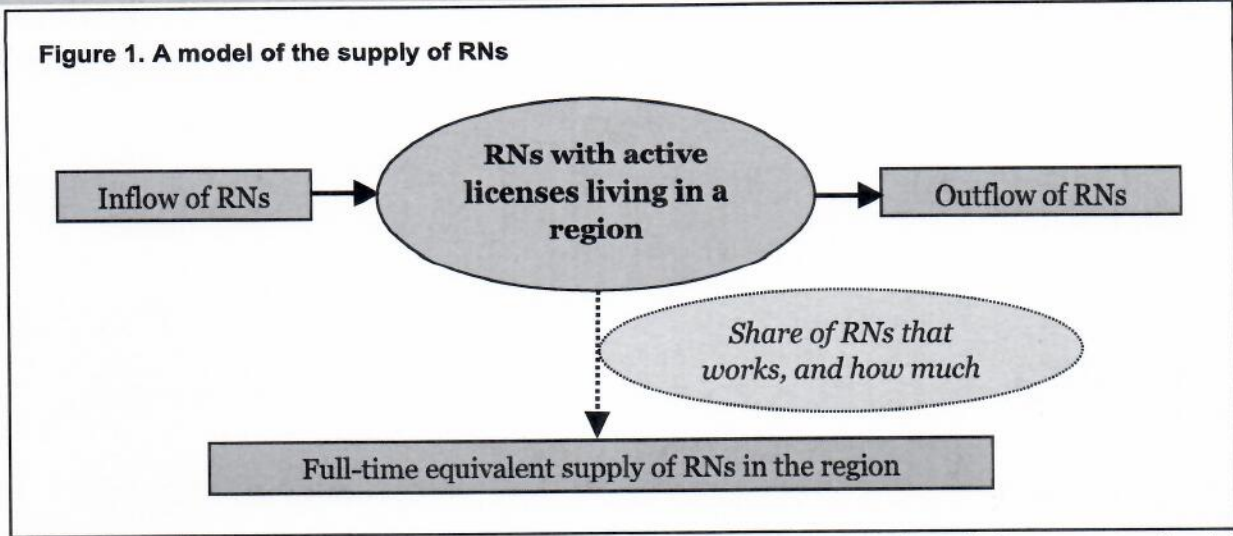 Figure 1. A model of the supply of RNs
Inflow of RNs
RNs with active
licenses living in a
region
Outflow of RNs
Share of RNs that
works, and how much
Full-time equivalent supply of RNs in the region